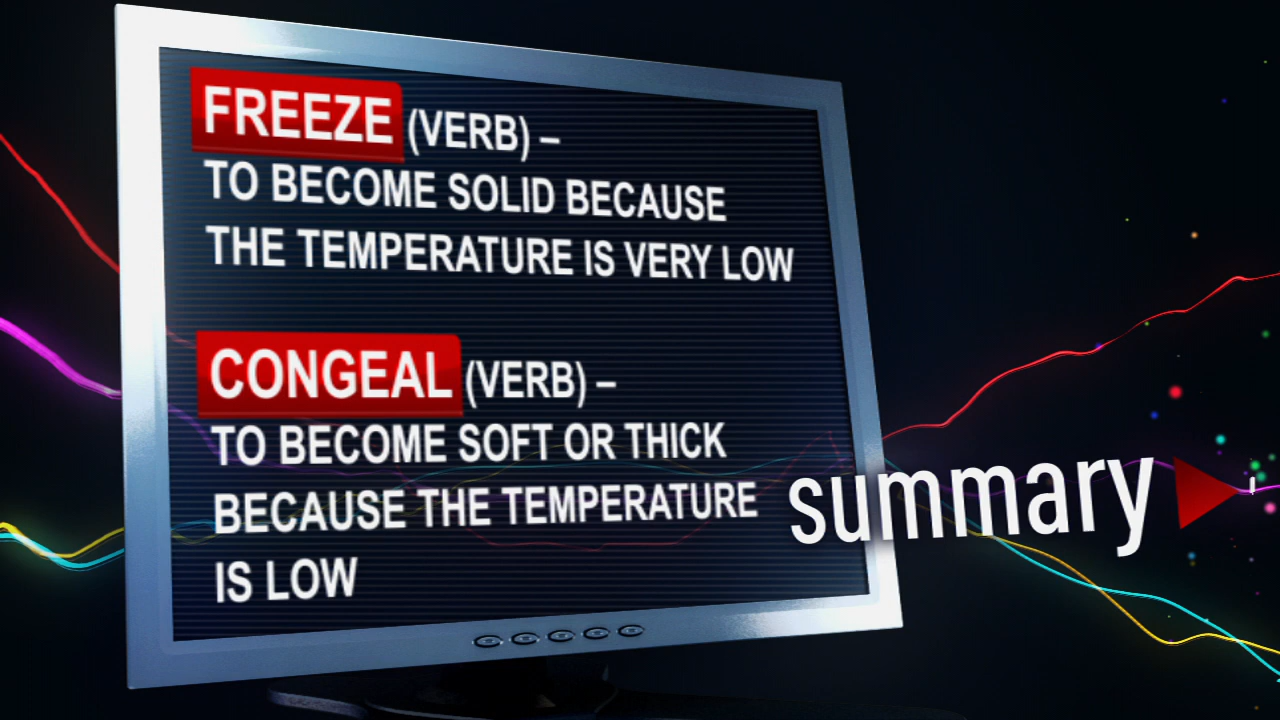 FREEZE (VERB) –
TO BECOME SOLID BECAUSE
THE TEMPERATURE IS VERY LOW
CONGEAL (VERB) –
TO BECOME SOFT OR THICK
BECAUSE THE TEMPERATURE
IS LOW
summary